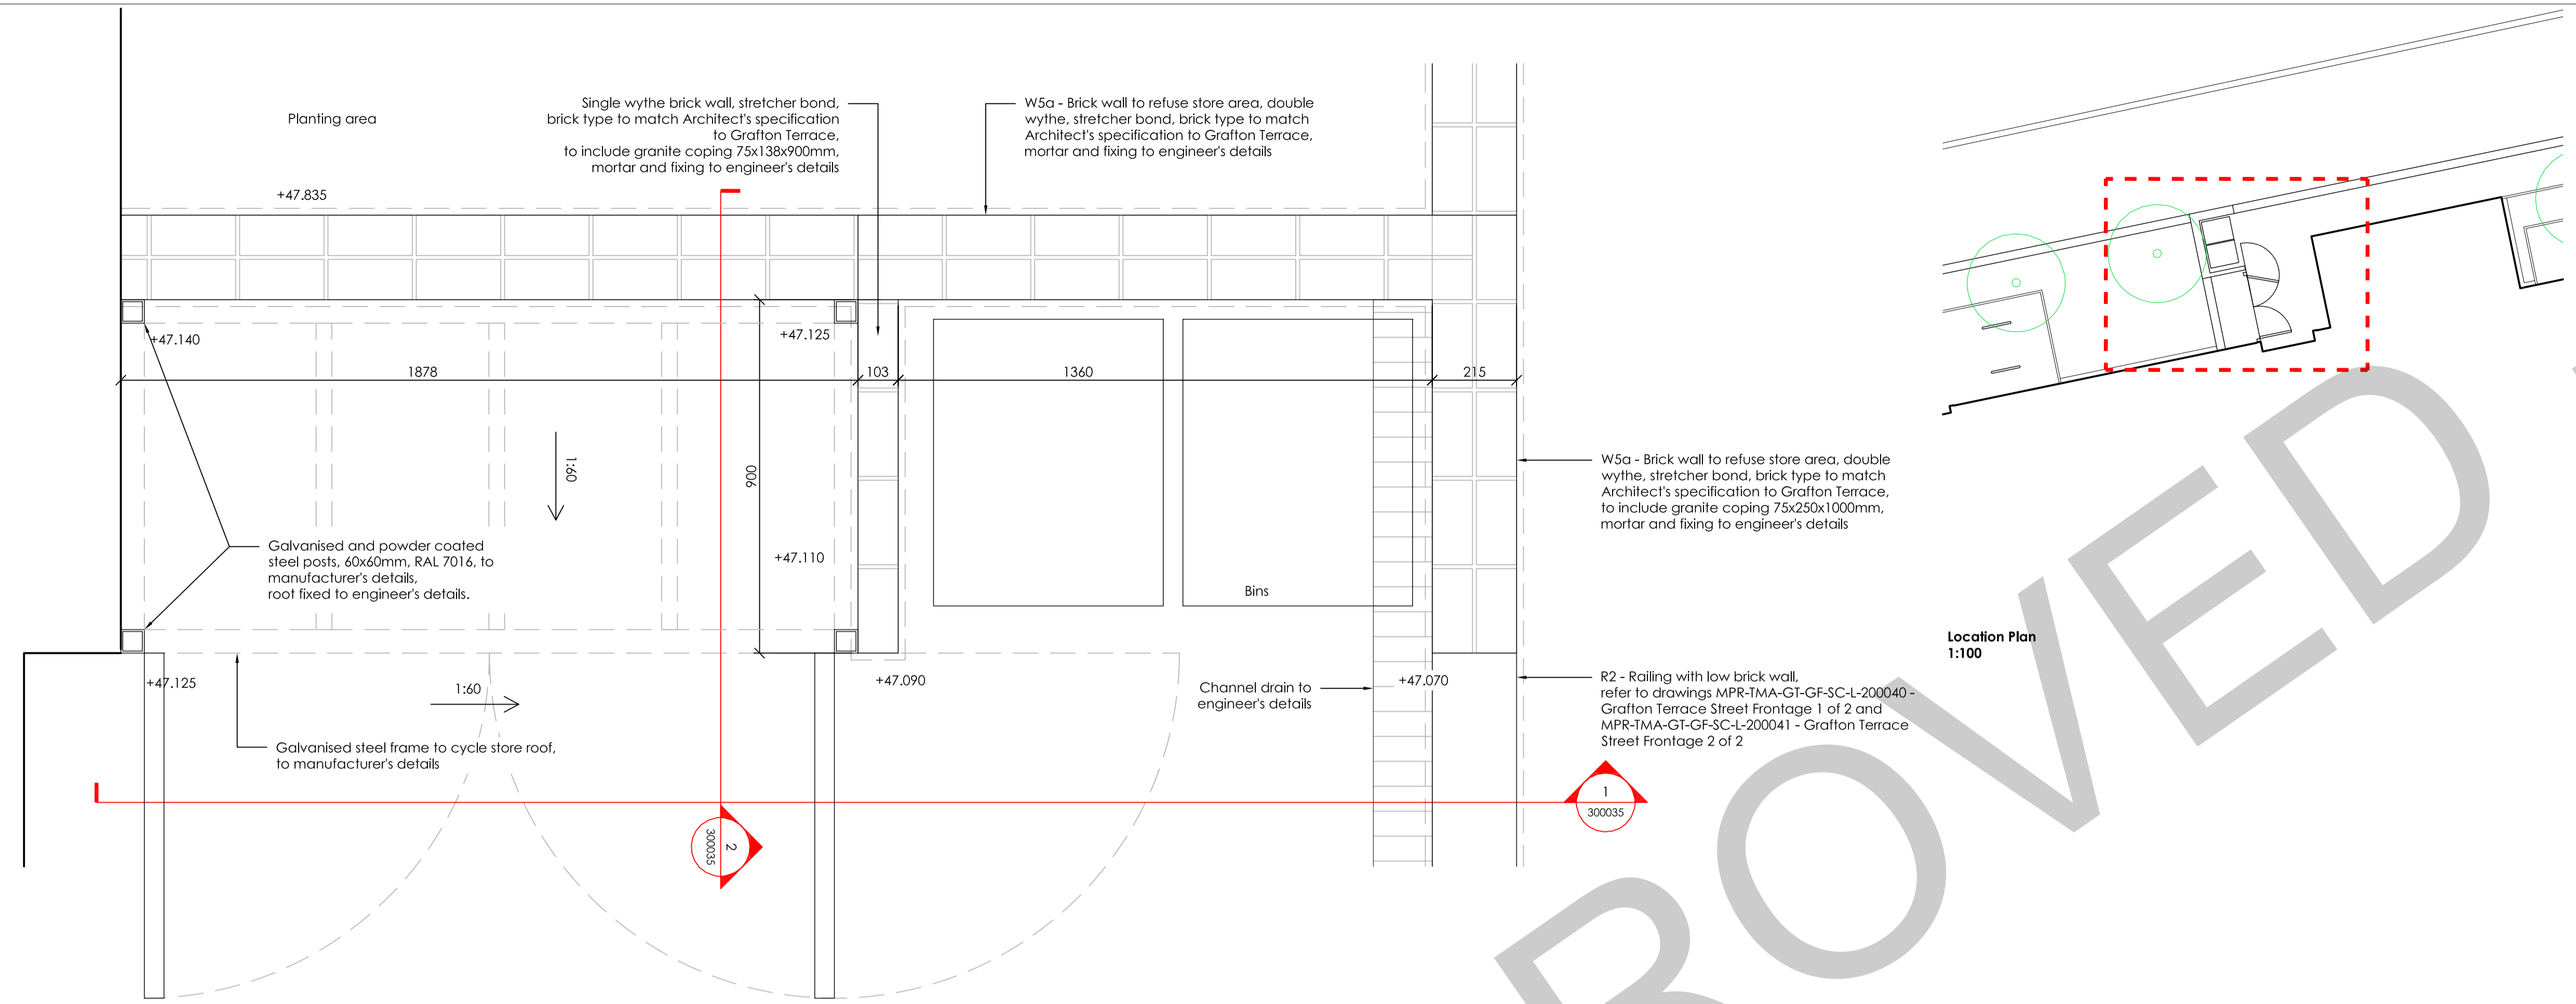 Planting area
+47.835
Single wythe brick wall, stretcher bond,
brick type to match Architect's specification
to Grafton Terrace,
to include granite coping 75x138x900mm,
mortar and fixing to engineer's details
W5a - Brick wall to refuse store area, double
wythe, stretcher bond, brick type to match
Architect's specification to Grafton Terrace,
mortar and fixing to engineer's details
+47.140
+47.125
1878
103
1360
215
1:60
900
+47.110
Galvanised and powder coated
steel posts, 60x60mm, RAL 7016, to
manufacturer's details,
root fixed to engineer's details.
Bins
W5a - Brick wall to refuse store area, double
wythe, stretcher bond, brick type to match
Architect's specification to Grafton Terrace,
to include granite coping 75x250x1000mm,
mortar and fixing to engineer's details
Location Plan
1:100
+47.125
1:60
+47.090
Channel drain to
engineer's details
+47.070
R2 - Railing with low brick wall,
refer to drawings MPR-TMA-GT-GF-SC-L-200040 -
Grafton Terrace Street Frontage 1 of 2 and
MPR-TMA-GT-GF-SC-L-200041 - Grafton Terrace
Street Frontage 2 of 2
Galvanised steel frame to cycle store roof,
to manufacturer's details
1
300035
2
300035
ROVED